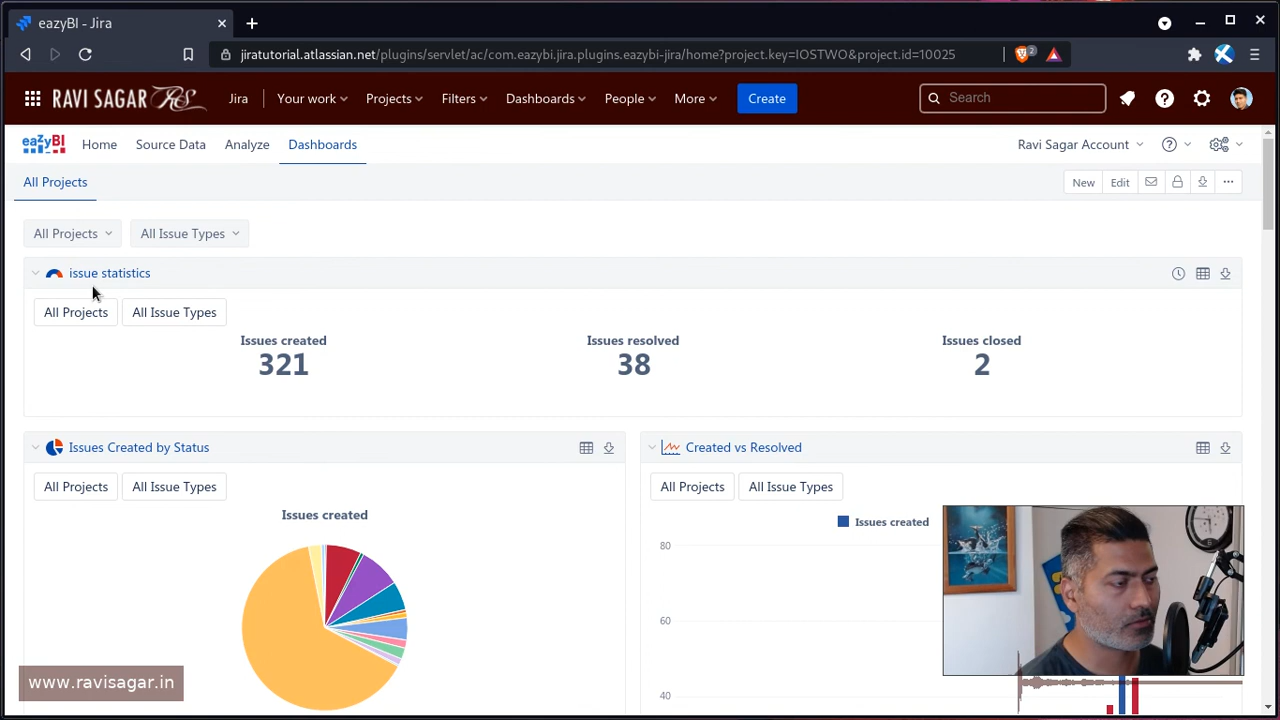 eazyBI - Jira
jiratutorial.atlassian.net/plugins/servlet/ac/com.eazybi.jira.plugins.eazybi-jira/home?project.key=IOSTWO&project.id=10025
2
RAVI SAGAR RS
Jira
Your work
Projects
Filters
Dashboards
People
More
Create
Search
eazyBI
Home
Source Data
Analyze
Dashboards
Ravi Sagar Account
All Projects
New
Edit
All Projects
All Issue Types
issue statistics
All Projects
All Issue Types
Issues created
321
Issues resolved
38
Issues closed
2
Issues Created by Status
All Projects
All Issue Types
Issues created
Created vs Resolved
All Projects
All Issue Types
Issues created
80
60
40
www.ravisagar.in